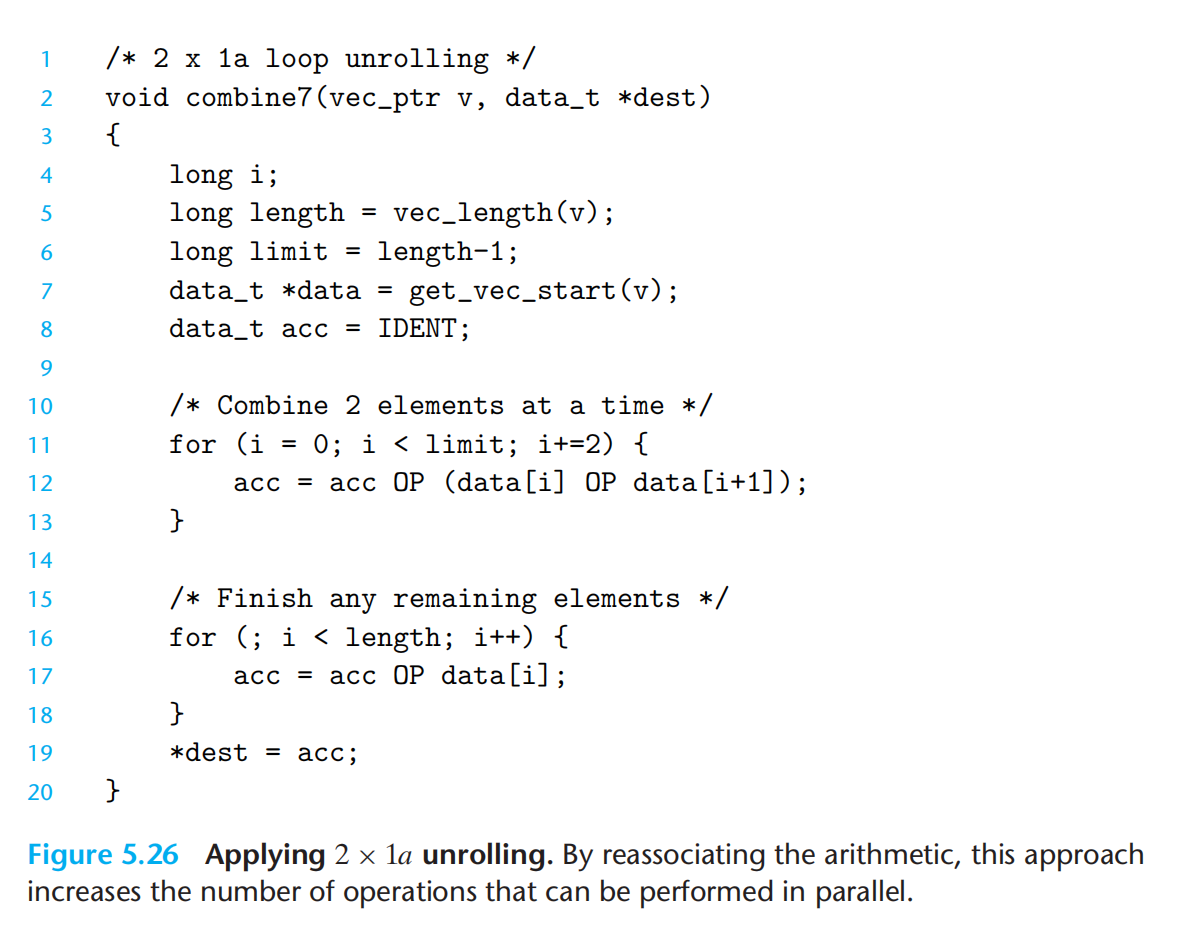 1 /* 2 x 1a loop unrolling */
2 void combine7(vec_ptr v, data_t *dest)
3 {
4 long i;
5 long length = vec_length(v);
6 long limit = length-1;
7 data_t *data = get_vec_start(v);
8 data_t acc = IDENT;
9
10 /* Combine 2 elements at a time */
11 for (i = 0; i < limit; i+=2) {
12 acc = acc OP (data[i] OP data[i+1]);
13 }
14
15 /* Finish any remaining elements */
16 for (; i < length; i++) {
17 acc = acc OP data[i];
18 }
19 *dest = acc;
20 }
Figure 5.26 Applying 2 × 1a unrolling. By reassociating the arithmetic, this approach
increases the number of operations that can be performed in parallel.